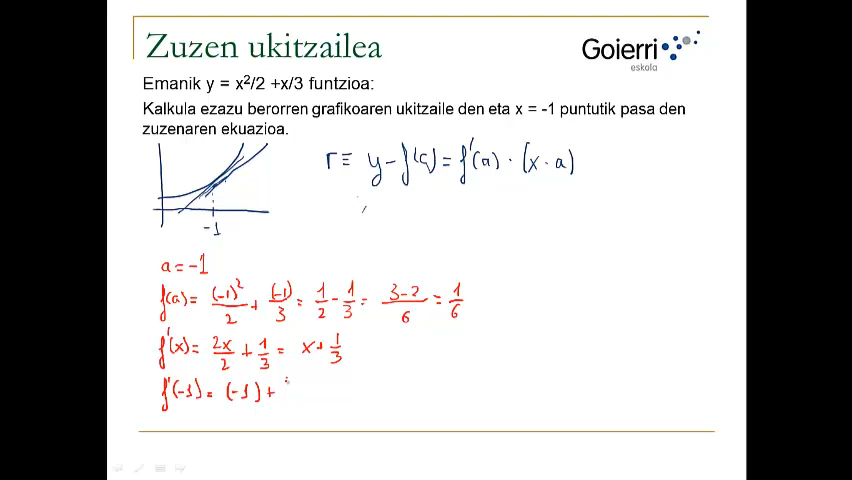 Zuzen ukitzailea
Goierri
eskola
Emanik y = x²/2 +x/3 funtzioa:
Kalkula ezazu berorren grafikoaren ukitzaile den eta x = -1 puntutik pasa den
zuzenaren ekuazioa.
r ≡ y - f(a) = f'(a) · (x · a)
-1
a = -1
f(a) = (-1)²/2 + (-1)/3 = 1/2 - 1/3 = 3-2/6 = 1/6
f'(x) = 2x/2 + 1/3 = x + 1/3
f'(-1) = (-1) +